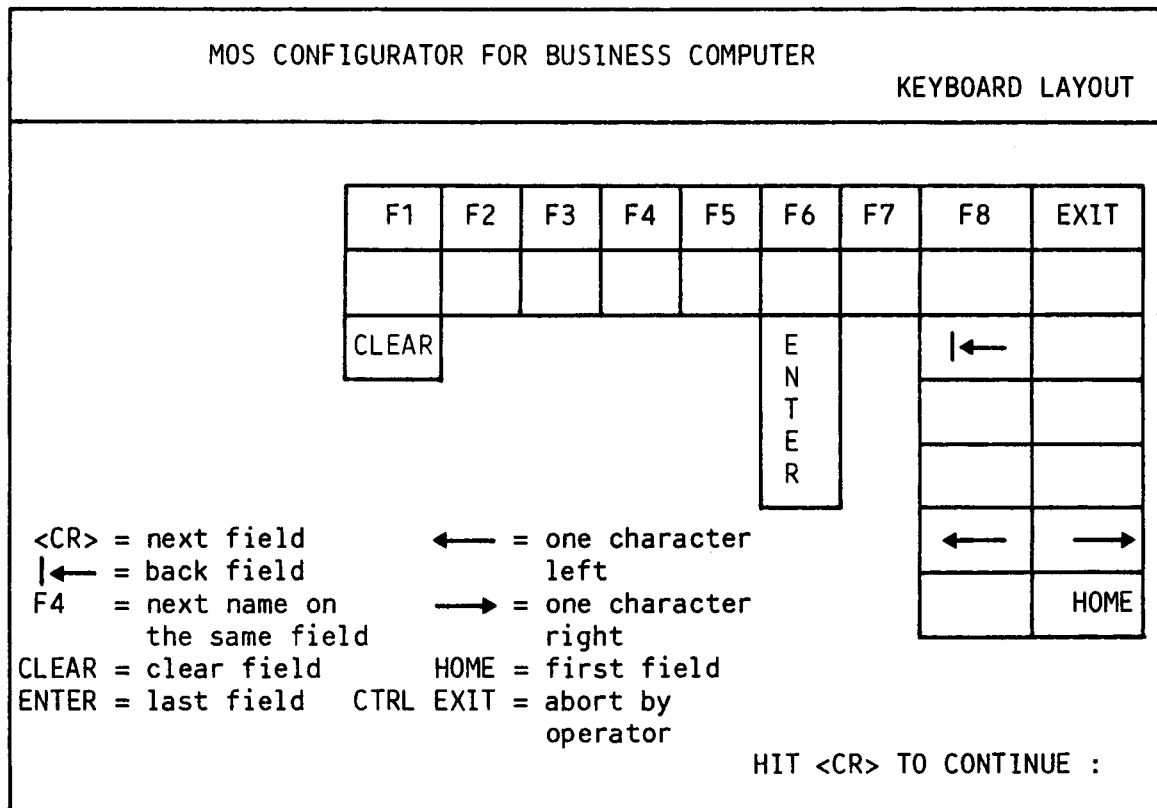 MOS CONFIGURATOR FOR BUSINESS COMPUTER
KEYBOARD LAYOUT
F1 F2 F3 F4 F5 F6 F7 F8 EXIT
CLEAR ENTER |←
← →
HOME
<CR> = next field
|← = back field
F4 = next name on
the same field
CLEAR = clear field
ENTER = last field
← = one character
left
→ = one character
right
HOME = first field
CTRL EXIT = abort by
operator
HIT <CR> TO CONTINUE :